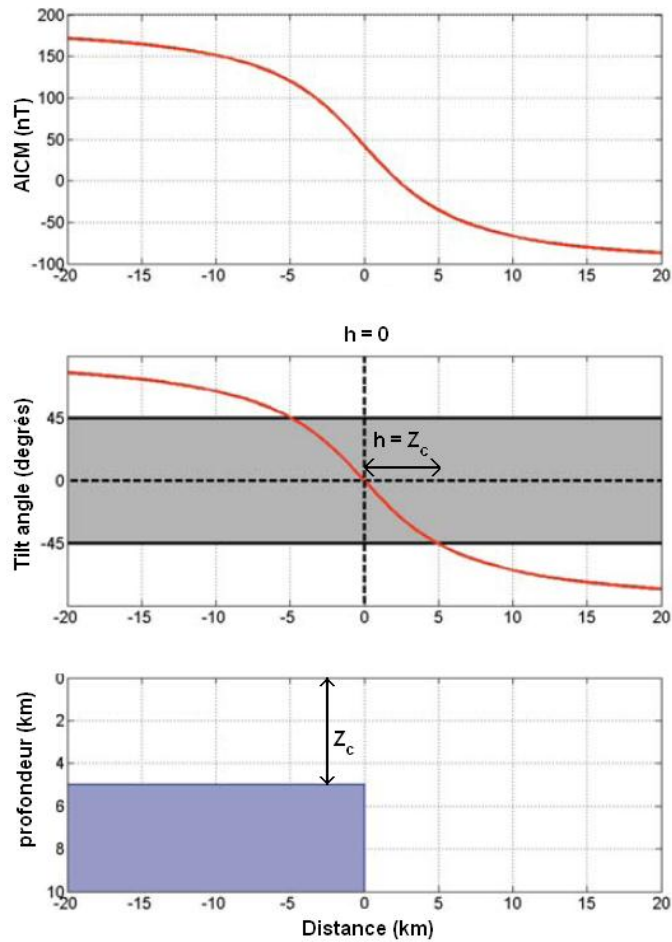 200
150
100
50
0
-50
-100
AICM (nT)
-20 -15 -10 -5 0 5 10 15 20
h = 0
45
0
-45
Tilt angle (degrés)
h = Zc
-20 -15 -10 -5 0 5 10 15 20
0
2
4
6
8
10
profondeur (km)
Zc
-20 -15 -10 -5 0 5 10 15 20
Distance (km)